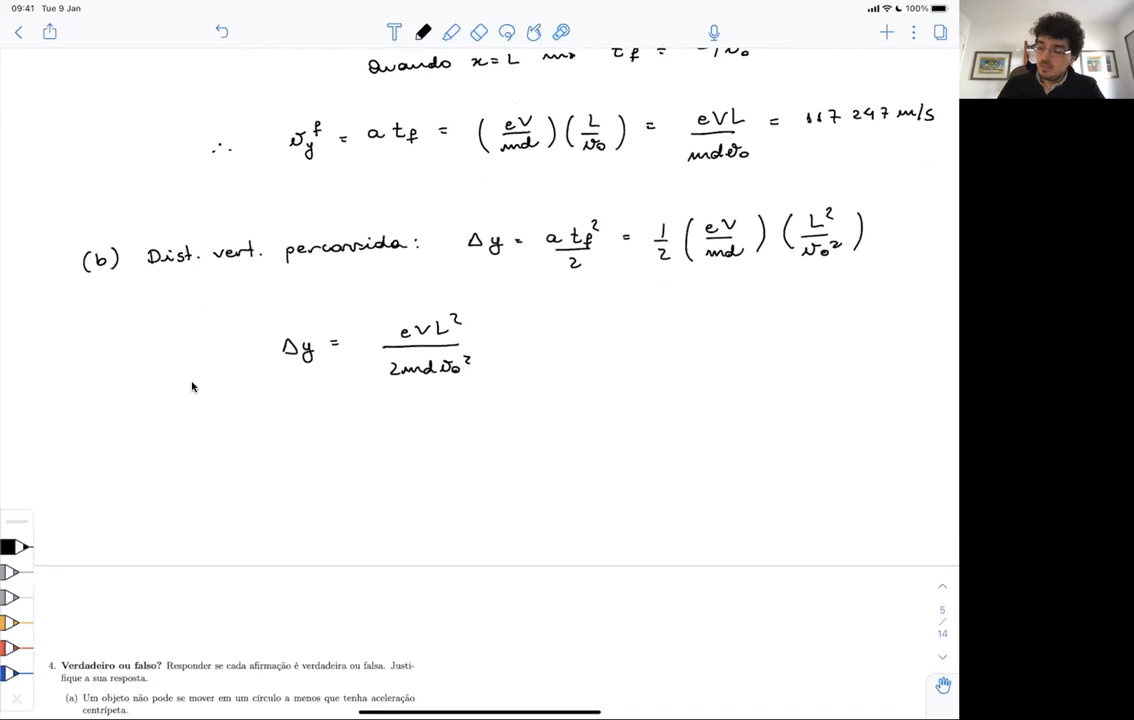 09:41 Tue 9 Jan
100%
Quando x = L ⟿ t_f = L/v₀
∴ v_y^f = a t_f = (eV/md)(L/v₀) = eVL/mdv₀ = 117 247 m/s
(b) Dist. vert. percorrida: Δy = a t_f²/2 = 1/2 (eV/md) (L²/v₀²)
Δy = eVL²/2mdv₀²
5
/
14
4. Verdadeiro ou falso? Responder se cada afirmação é verdadeira ou falsa. Justi-
fique a sua resposta.
(a) Um objeto não pode se mover em um círculo a menos que tenha aceleração
centrípeta.